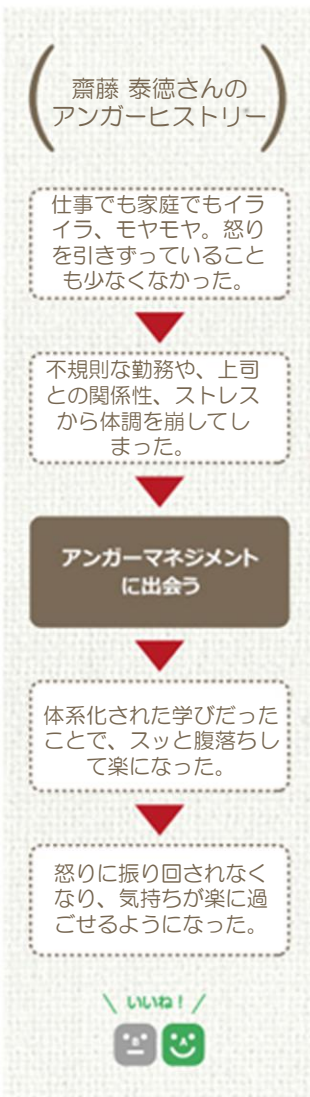 齋藤 泰徳さんの
アンガーヒストリー
仕事でも家庭でもイラ
イラ、モヤモヤ。怒り
を引きずっていること
も少なくなかった。
不規則な勤務や、上司
との関係性、ストレス
から体調を崩してし
まった。
アンガーマネジメント
に出会う
体系化された学びだった
ことで、スッと腹落ちし
て楽になった。
怒りに振り回されなく
なり、気持ちが楽に過
ごせるようになった。
いいね！